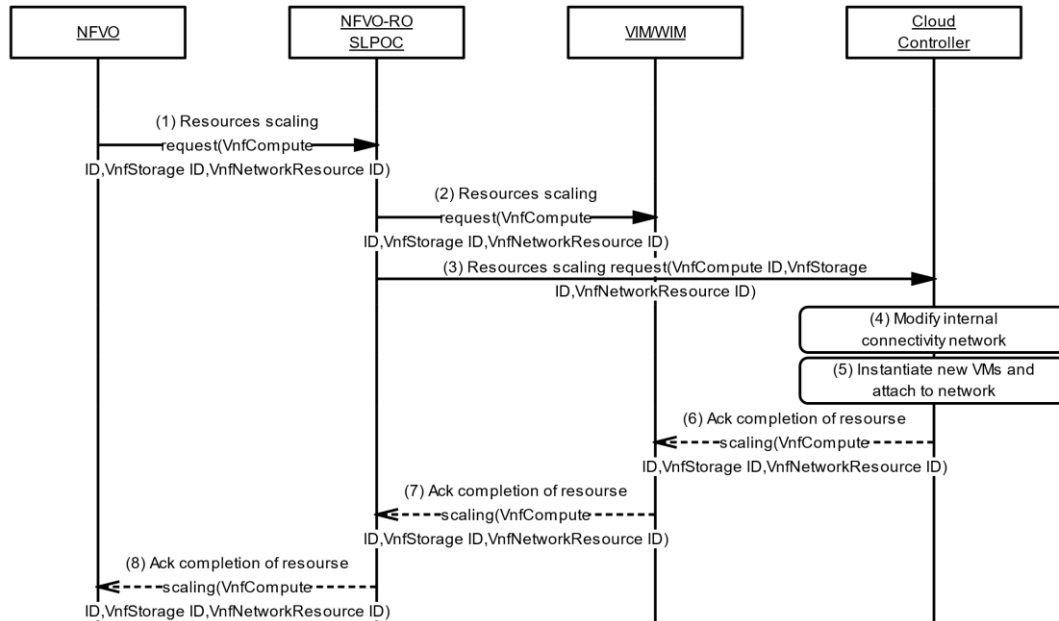 NFVO
NFVO-RO
SLPOC
VIM/WIM
Cloud
Controller
(1) Resources scaling
request(VnfCompute
ID,VnfStorage ID,VnfNetworkResource ID)
(2) Resources scaling
request(VnfCompute
ID,VnfStorage ID,VnfNetworkResource ID)
(3) Resources scaling request(VnfCompute ID,VnfStorage
ID,VnfNetworkResource ID)
(4) Modify internal
connectivity network
(5) Instantiate new VMs and
attach to network
(6) Ack completion of resourse
scaling(VnfCompute
ID,VnfStorage ID,VnfNetworkResource ID)
(7) Ack completion of resourse
scaling(VnfCompute
ID,VnfStorage ID,VnfNetworkResource ID)
(8) Ack completion of resourse
scaling(VnfCompute
ID,VnfStorage ID,VnfNetworkResource ID)